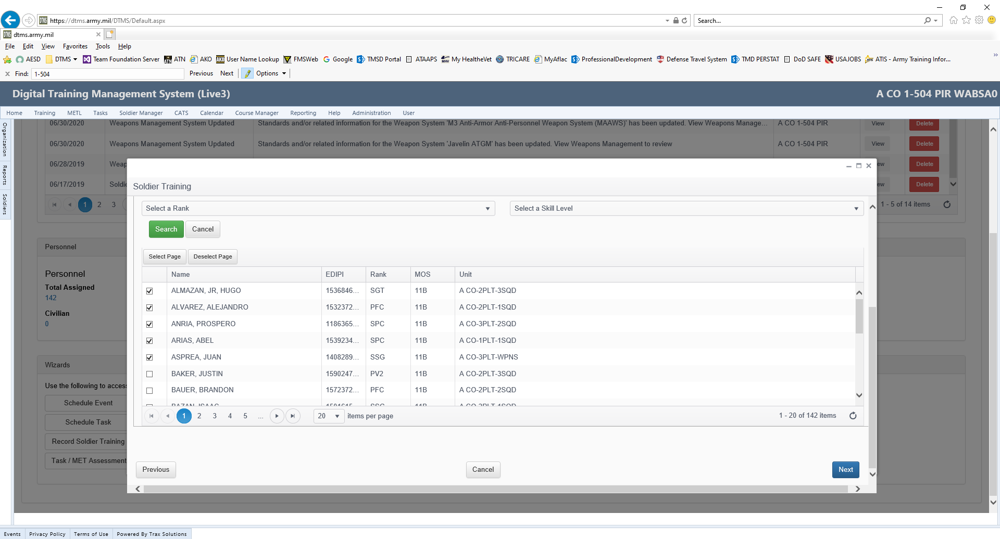 https://dtms.army.mil/DTMS/Default.aspx
Search...
dtms.army.mil
File Edit View Favorites Tools Help
AESD DTMS Team Foundation Server ATN AKO User Name Lookup FMSWeb Google TMSD Portal ATAAPS My HealtheVet TRICARE MyAflac ProfessionalDevelopment Defense Travel System TMD PERSTAT DoD SAFE USAJOBS ATIS - Army Training Infor...
Find: 1-504 Previous Next Options
Digital Training Management System (Live3) A CO 1-504 PIR WABSA0
Home Training METL Tasks Soldier Manager CATS Calendar Course Manager Reporting Help Administration User
Organization
Reports
Soldiers
06/30/2020 Weapons Management System Updated Standards and/or related information for the Weapon System 'M3 Anti-Armor Anti-Personnel Weapon System (MAAWS)' has been updated. View Weapons Manage... A CO 1-504 PIR View Delete
06/30/2020 Weapons Management System Updated Standards and/or related information for the Weapon System 'Javelin ATGM' has been updated. View Weapons Management to review A CO 1-504 PIR View Delete
06/28/2019 Weap ew Delete
06/17/2019 Soldie ew Delete
1 2 3 1 - 5 of 14 items
Personnel
Personnel
Total Assigned
142
Civilian
0
Wizards
Use the following to access
Schedule Event
Schedule Task
Record Soldier Training
Task / MET Assessment
Soldier Training
Select a Rank Select a Skill Level
Search Cancel
Select Page Deselect Page
Name EDIPI Rank MOS Unit
ALMAZAN, JR, HUGO 1536846... SGT 11B A CO-2PLT-3SQD
ALVAREZ, ALEJANDRO 1532372... PFC 11B A CO-2PLT-1SQD
ANRIA, PROSPERO 1186365... SPC 11B A CO-3PLT-2SQD
ARIAS, ABEL 1539234... SPC 11B A CO-1PLT-1SQD
ASPREA, JUAN 1408289... SSG 11B A CO-3PLT-WPNS
BAKER, JUSTIN 1590247... PV2 11B A CO-2PLT-3SQD
BAUER, BRANDON 1572372... PFC 11B A CO-2PLT-2SQD
1 2 3 4 5 ... 20 items per page 1 - 20 of 142 items
Previous Cancel Next
Events Privacy Policy Terms of Use Powered By Trax Solutions